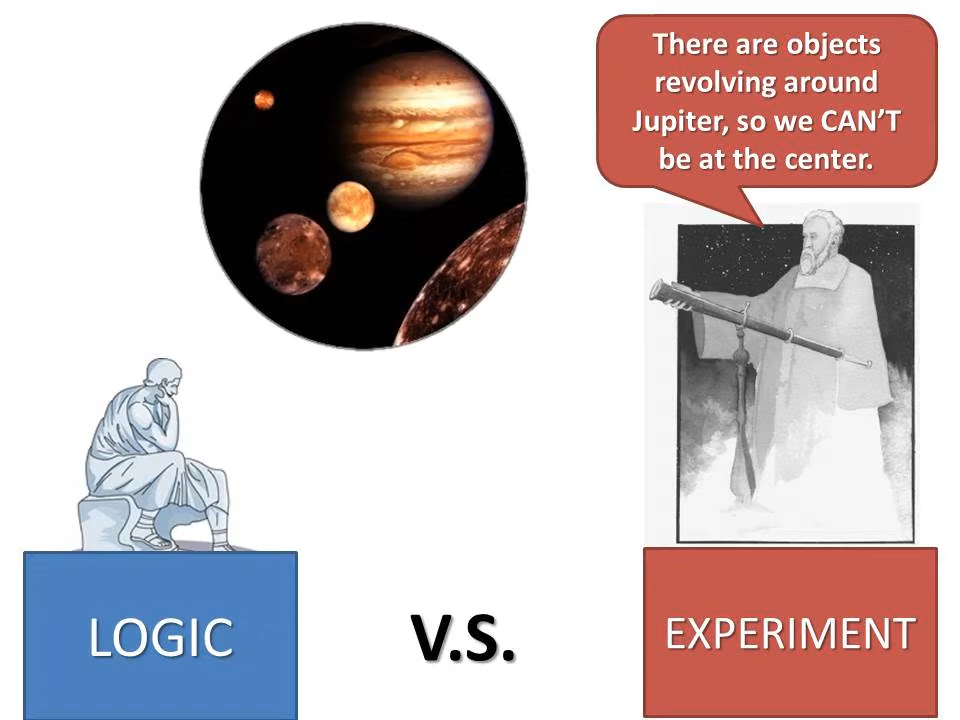 There are objects
revolving around
Jupiter, so we CAN’T
be at the center.
LOGIC
V.S.
EXPERIMENT